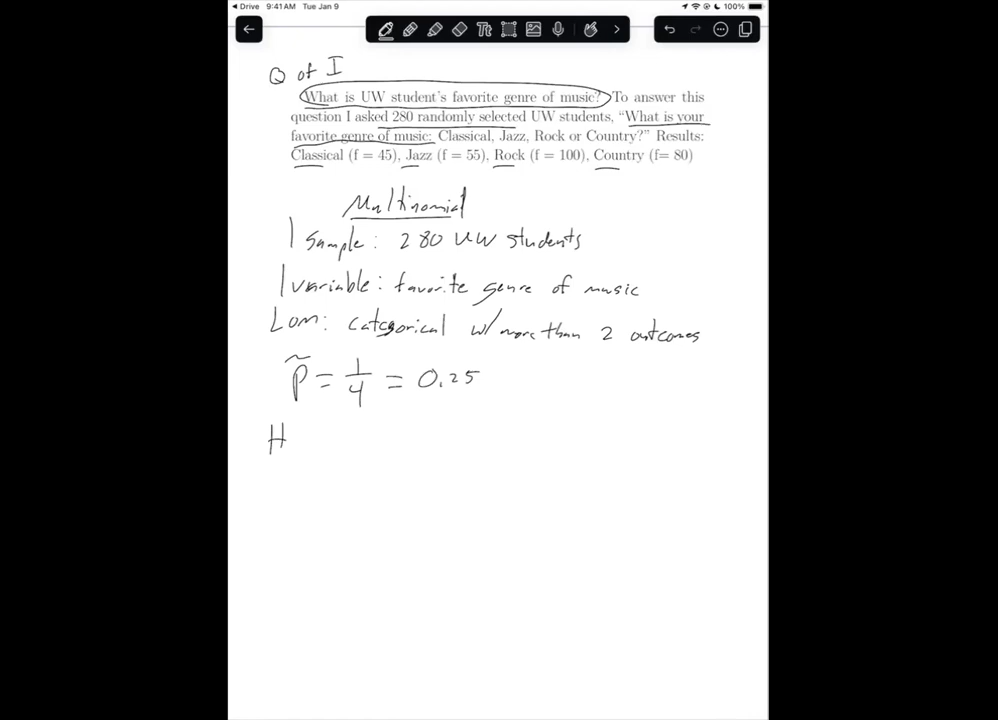 Drive 9:41 AM Tue Jan 9 100%
Tt
Q of I
What is UW student's favorite genre of music? To answer this
question I asked 280 randomly selected UW students, "What is your
favorite genre of music: Classical, Jazz, Rock or Country?" Results:
Classical (f = 45), Jazz (f = 55), Rock (f = 100), Country (f= 80)
Multinomial
1 sample: 280 UW students
1 variable: favorite genre of music
LOM: categorical w/ more than 2 outcomes
p̃ = 1/4 = 0.25
H